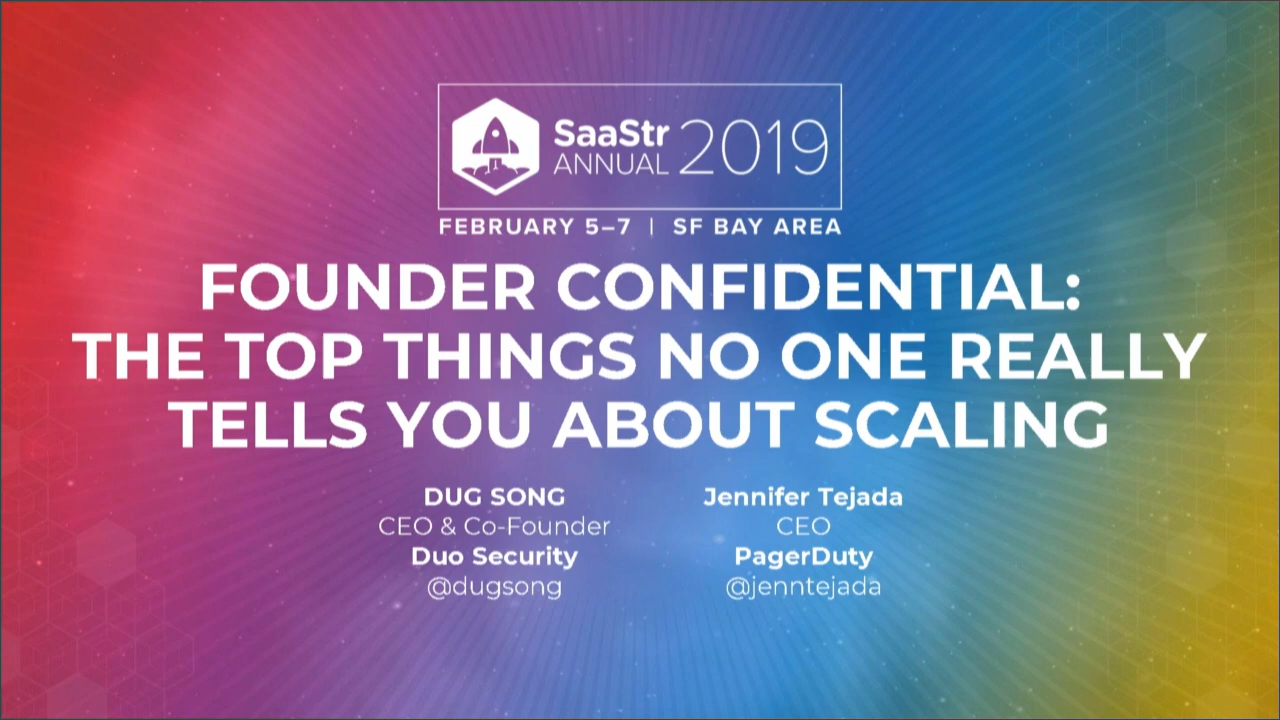 SaaStr
ANNUAL 2019
FEBRUARY 5–7 | SF BAY AREA
FOUNDER CONFIDENTIAL:
THE TOP THINGS NO ONE REALLY
TELLS YOU ABOUT SCALING
DUG SONG
CEO & Co-Founder
Duo Security
@dugsong
Jennifer Tejada
CEO
PagerDuty
@jenntejada